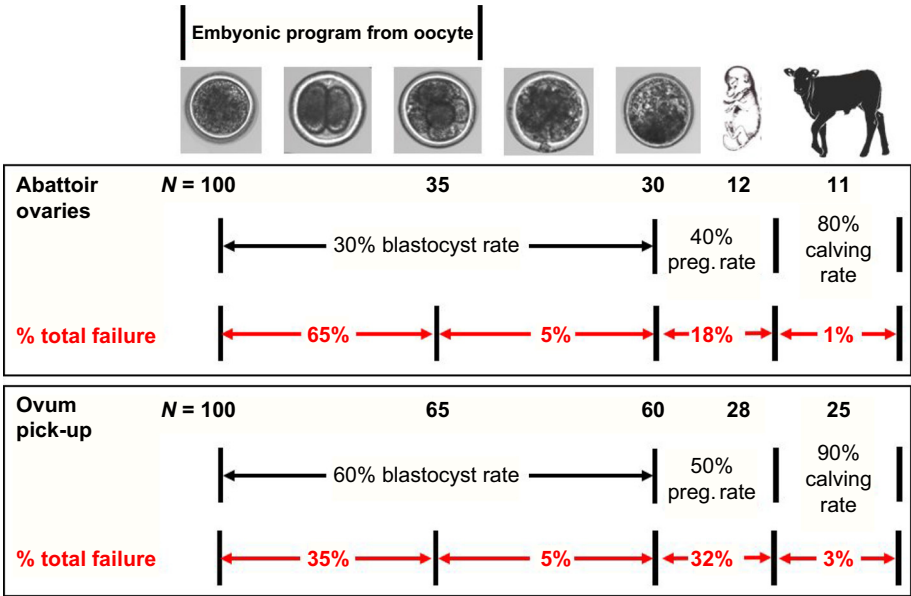 Embyonic program from oocyte
Abattoir ovaries
N = 100 35 30 12 11
30% blastocyst rate
40% preg. rate
80% calving rate
% total failure 65% 5% 18% 1%
Ovum pick-up
N = 100 65 60 28 25
60% blastocyst rate
50% preg. rate
90% calving rate
% total failure 35% 5% 32% 3%